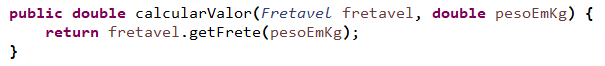 public double calcularValor(Fretavel fretavel, double pesoEmKg) {
    return fretavel.getFrete(pesoEmKg);
}